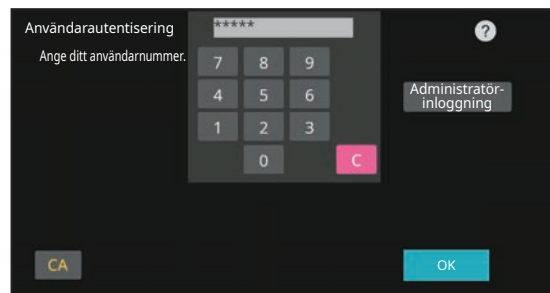 Användarautentisering
*****
?
Ange ditt användarnummer.
7 8 9
4 5 6
1 2 3
0 C
Administratör-
inloggning
CA
OK